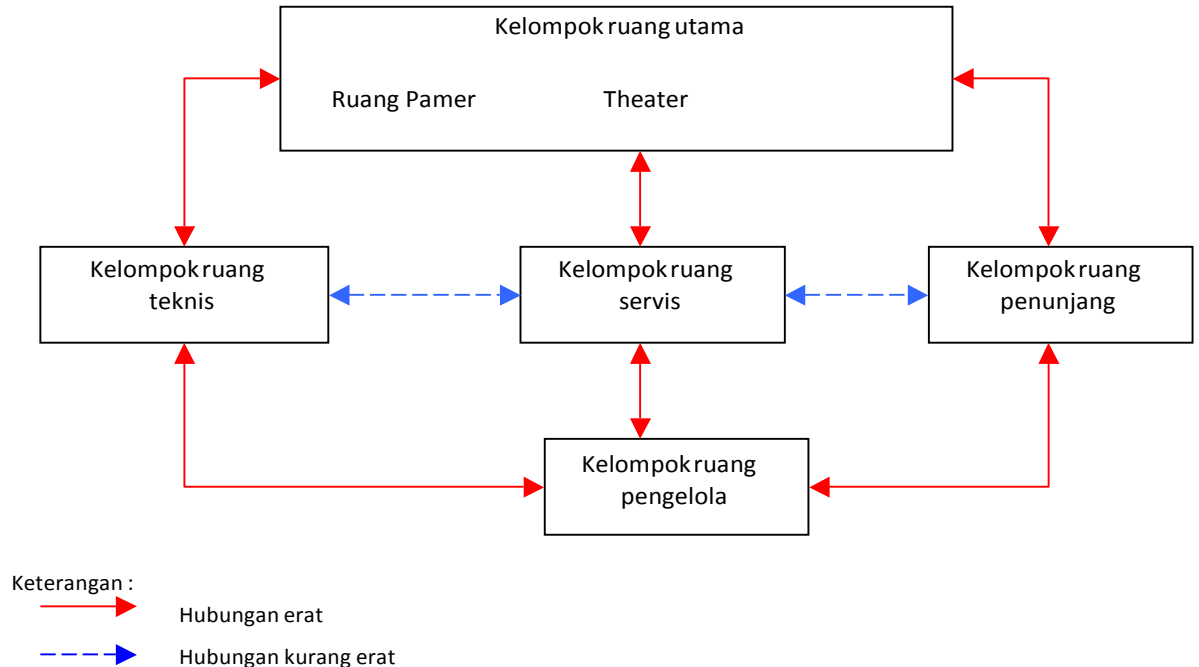 Kelompok ruang utama
Ruang Pamer Theater
Kelompok ruang
teknis
Kelompok ruang
servis
Kelompok ruang
penunjang
Kelompok ruang
pengelola
Keterangan :
Hubungan erat
Hubungan kurang erat